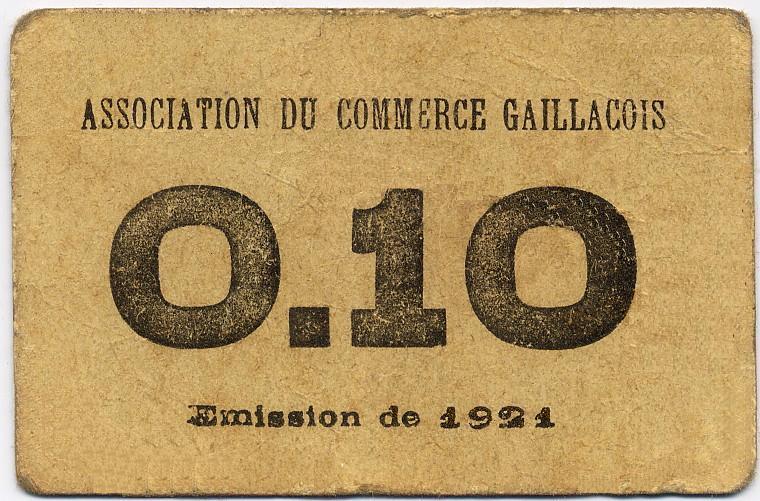 ASSOCIATION DU COMMERCE GAILLACOIS
0.10
Emission de 1921